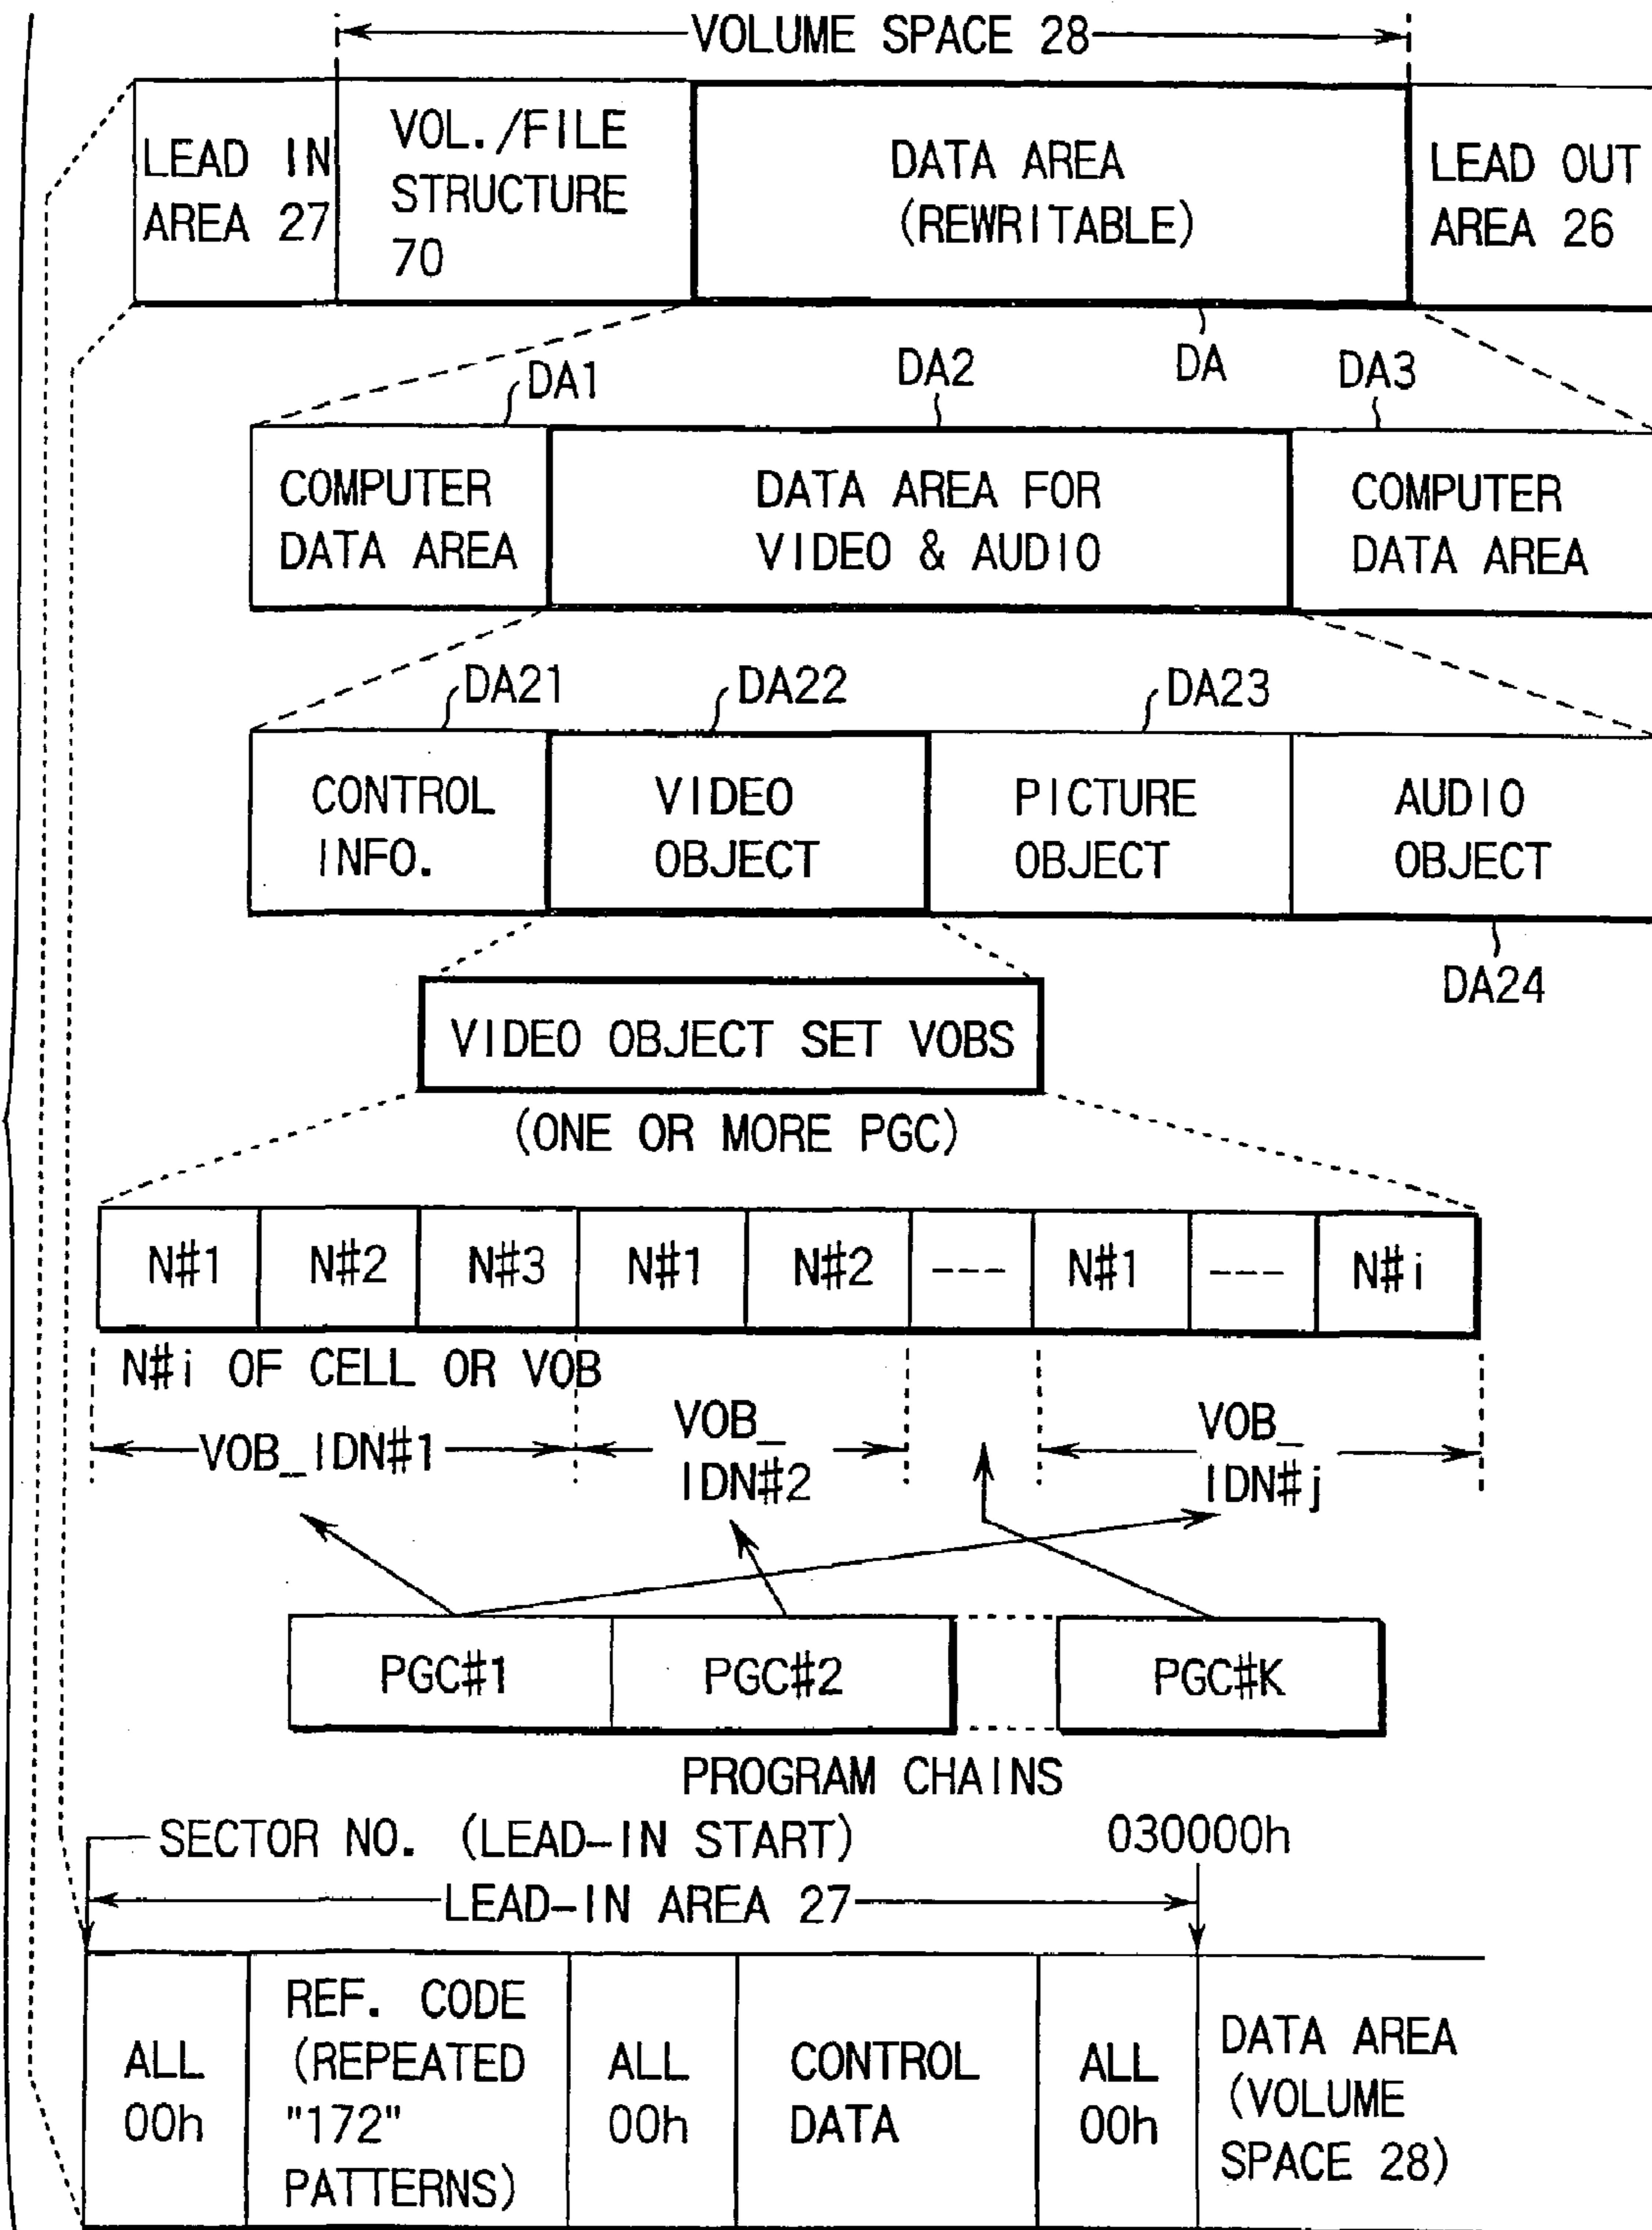 VOLUME SPACE 28
LEAD IN
AREA 27
VOL./FILE
STRUCTURE
70
DATA AREA
(REWRITABLE)
LEAD OUT
AREA 26
DA1
DA2
DA
DA3
COMPUTER
DATA AREA
DATA AREA FOR
VIDEO & AUDIO
COMPUTER
DATA AREA
DA21
DA22
DA23
CONTROL
INFO.
VIDEO
OBJECT
PICTURE
OBJECT
AUDIO
OBJECT
DA24
VIDEO OBJECT SET VOBS
(ONE OR MORE PGC)
N#1 N#2 N#3 N#1 N#2 --- N#1 --- N#i
N#i OF CELL OR VOB
VOB_IDN#1
VOB_
IDN#2
VOB_
IDN#j
PGC#1 PGC#2 PGC#K
PROGRAM CHAINS
SECTOR NO. (LEAD-IN START)
030000h
LEAD-IN AREA 27
ALL
00h
REF. CODE
(REPEATED
"172"
PATTERNS)
ALL
00h
CONTROL
DATA
ALL
00h
DATA AREA
(VOLUME
SPACE 28)